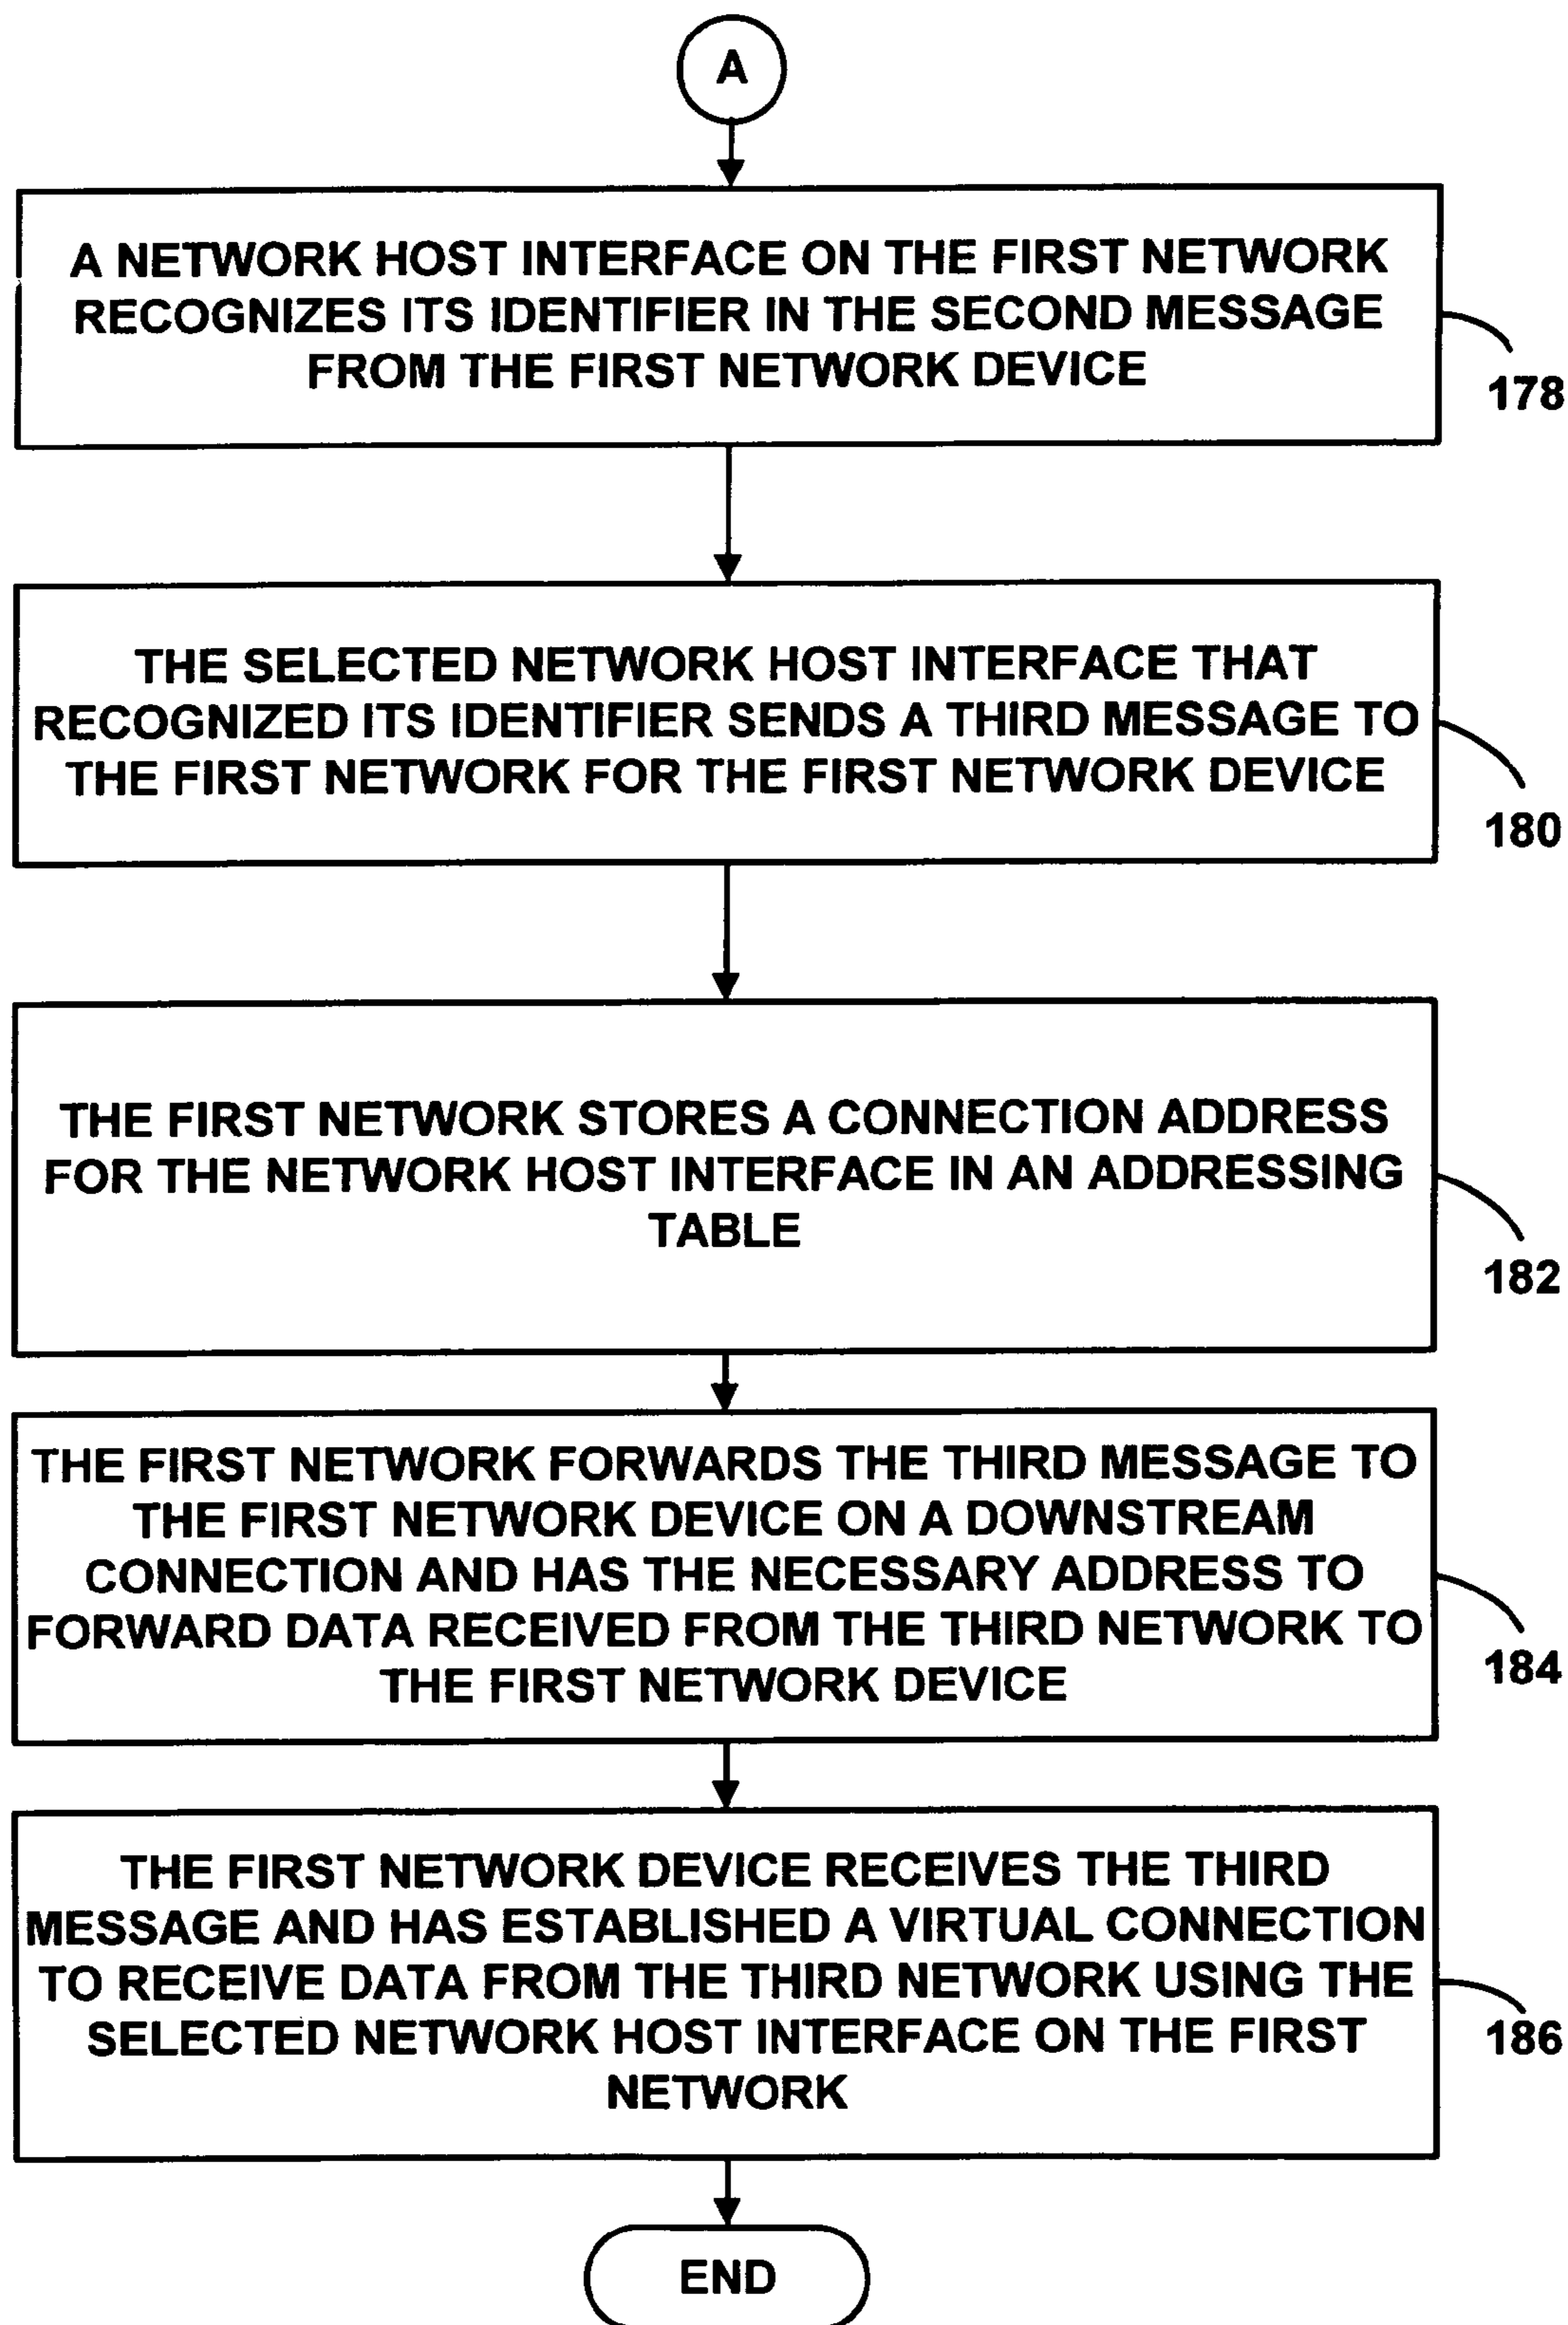 A
A NETWORK HOST INTERFACE ON THE FIRST NETWORK
RECOGNIZES ITS IDENTIFIER IN THE SECOND MESSAGE
FROM THE FIRST NETWORK DEVICE
178
THE SELECTED NETWORK HOST INTERFACE THAT
RECOGNIZED ITS IDENTIFIER SENDS A THIRD MESSAGE TO
THE FIRST NETWORK FOR THE FIRST NETWORK DEVICE
180
THE FIRST NETWORK STORES A CONNECTION ADDRESS
FOR THE NETWORK HOST INTERFACE IN AN ADDRESSING
TABLE
182
THE FIRST NETWORK FORWARDS THE THIRD MESSAGE TO
THE FIRST NETWORK DEVICE ON A DOWNSTREAM
CONNECTION AND HAS THE NECESSARY ADDRESS TO
FORWARD DATA RECEIVED FROM THE THIRD NETWORK TO
THE FIRST NETWORK DEVICE
184
THE FIRST NETWORK DEVICE RECEIVES THE THIRD
MESSAGE AND HAS ESTABLISHED A VIRTUAL CONNECTION
TO RECEIVE DATA FROM THE THIRD NETWORK USING THE
SELECTED NETWORK HOST INTERFACE ON THE FIRST
NETWORK
186
END